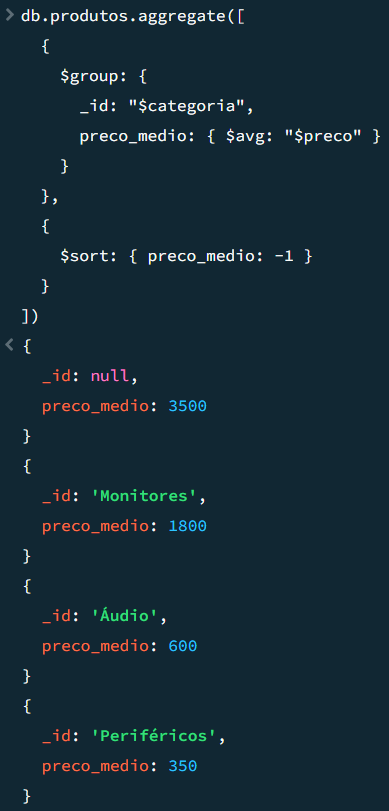 > db.produtos.aggregate([
{
$group: {
_id: "$categoria",
preco_medio: { $avg: "$preco" }
}
},
{
$sort: { preco_medio: -1 }
}
])
< {
_id: null,
preco_medio: 3500
}
{
_id: 'Monitores',
preco_medio: 1800
}
{
_id: 'Áudio',
preco_medio: 600
}
{
_id: 'Periféricos',
preco_medio: 350
}